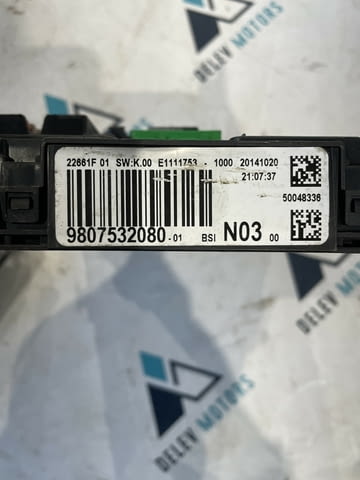 DELEV MOTORS
22661F 01 SW:K.00 E1111753 - 1000 20141020
21:07:37
50048336
9807532080-01 BSI N03 00
DELEV MOTORS
DELEV MOTORS